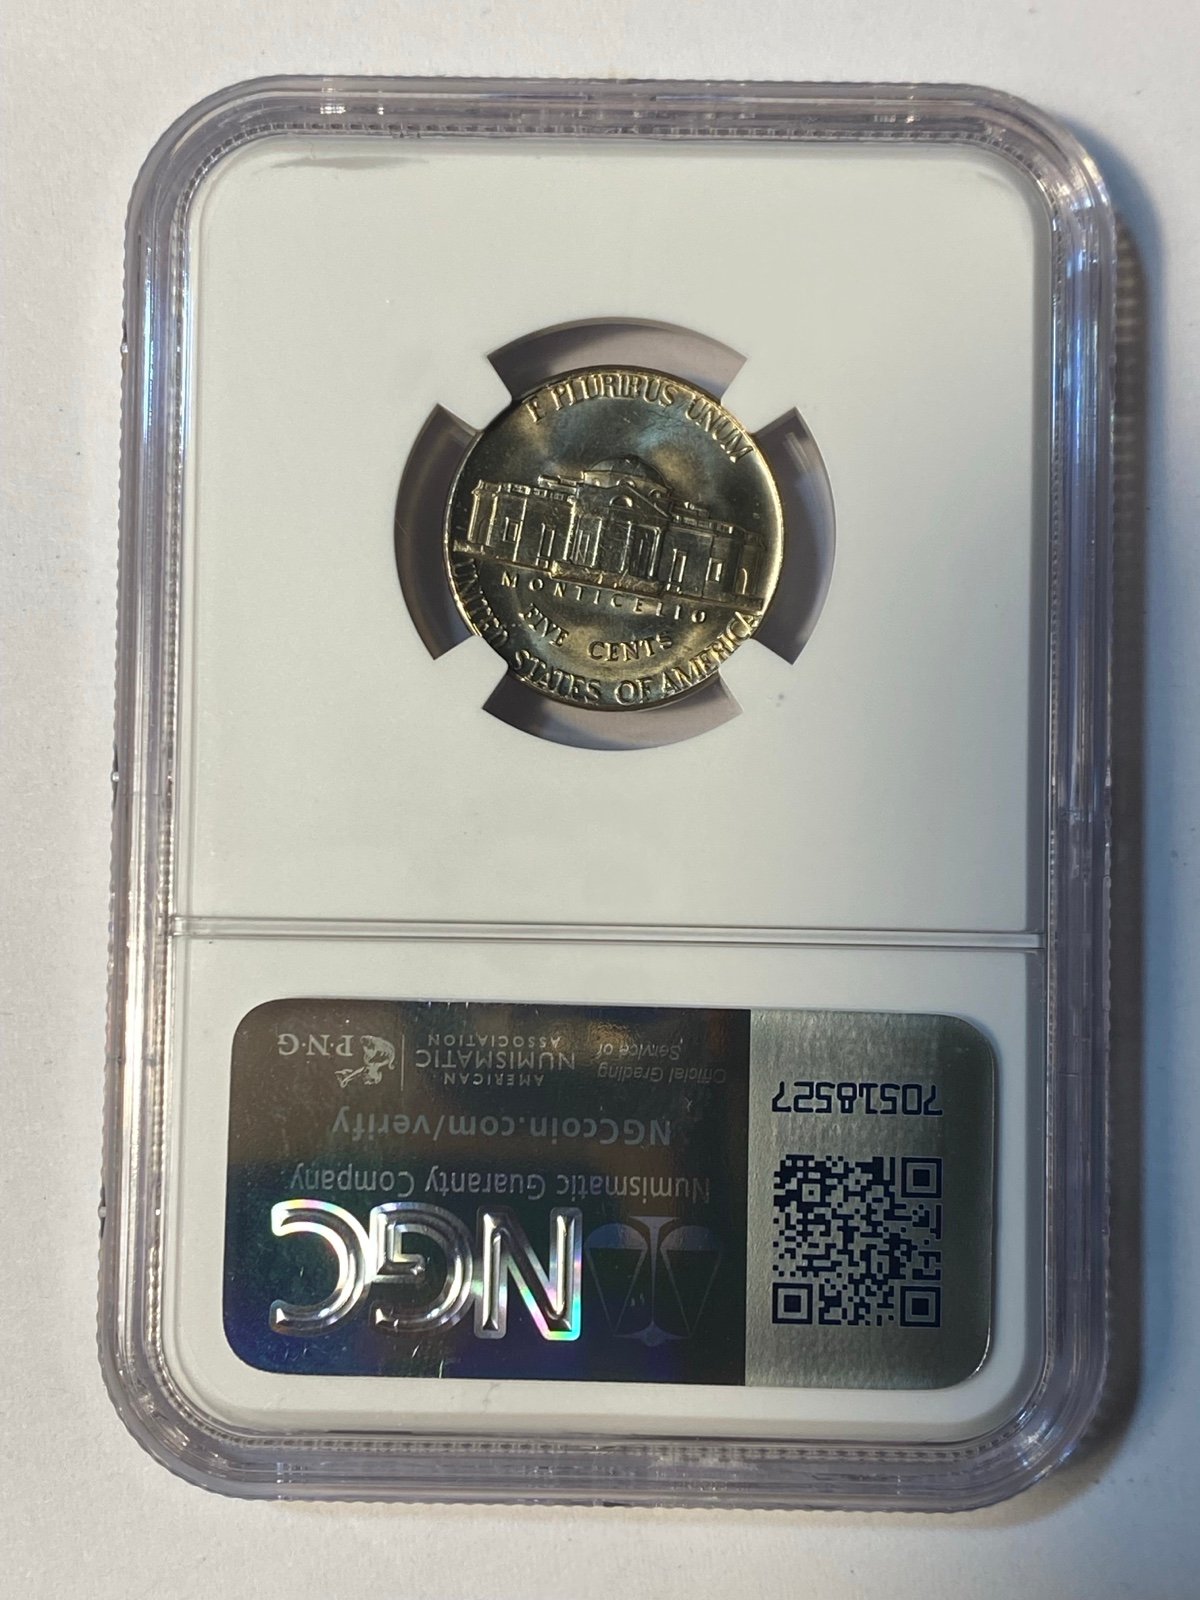 E PLURIBUS UNUM
MONTICELLO
FIVE CENTS
UNITED STATES OF AMERICA
NGC
Numismatic Guaranty Company
NGCcoin.com/verify
Official Grading
Service of
AMERICAN
NUMISMATIC
ASSOCIATION
P·N·G
70518527